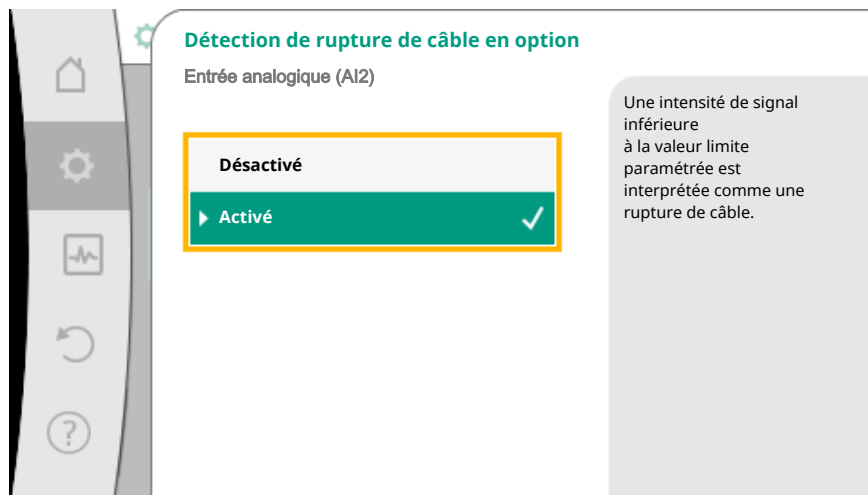 Détection de rupture de câble en option
Entrée analogique (AI2)
Désactivé
Activé
Une intensité de signal
inférieure
à la valeur limite
paramétrée est
interprétée comme une
rupture de câble.
?